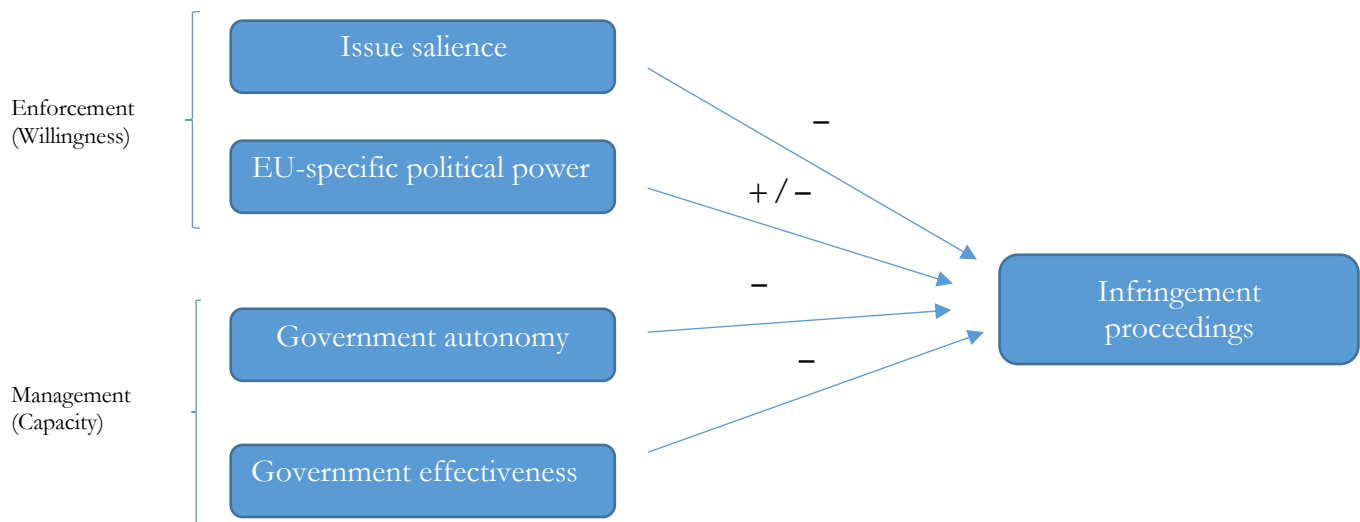 Issue salience
Enforcement
(Willingness)
–
EU-specific political power
+ / –
Infringement
proceedings
–
Government autonomy
–
Management
(Capacity)
Government effectiveness